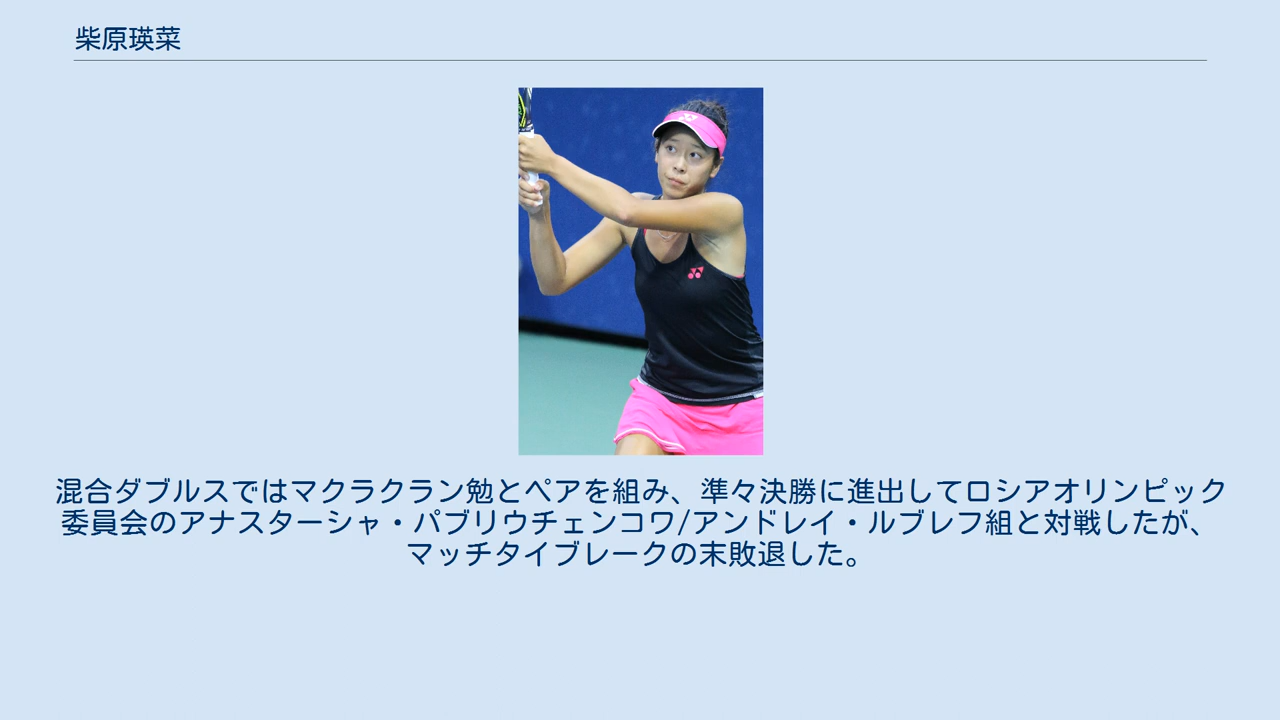 柴原瑛菜
混合ダブルスではマクラクラン勉とペアを組み、準々決勝に進出してロシアオリンピック
委員会のアナスターシャ・パブリウチェンコワ/アンドレイ・ルブレフ組と対戦したが、
マッチタイブレークの末敗退した。